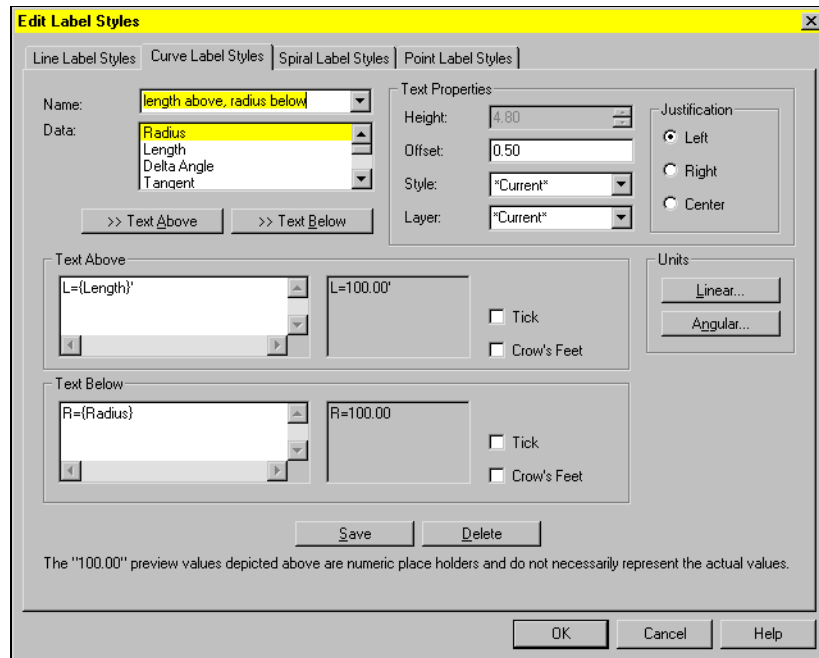 Edit Label Styles
Line Label Styles Curve Label Styles Spiral Label Styles Point Label Styles
Name: length above, radius below
Data: Radius
Length
Delta Angle
Tangent
>> Text Above >> Text Below
Text Properties
Height: 4.80
Offset: 0.50
Style: *Current*
Layer: *Current*
Justification
Left
Right
Center
Text Above
L={Length}' L=100.00'
Tick
Crow's Feet
Units
Linear...
Angular...
Text Below
R={Radius} R=100.00
Tick
Crow's Feet
Save Delete
The "100.00" preview values depicted above are numeric place holders and do not necessarily represent the actual values.
OK Cancel Help